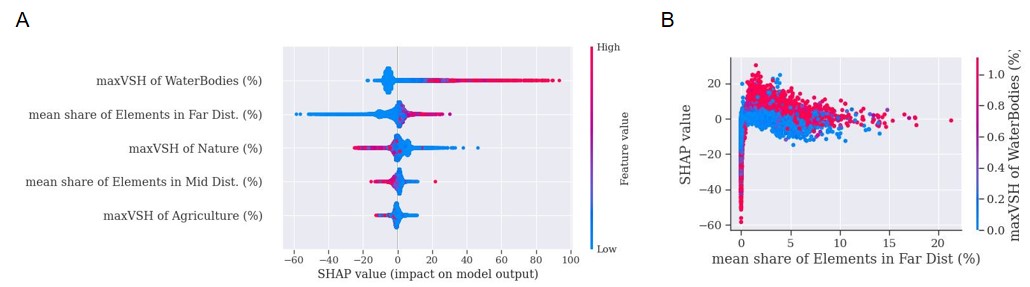 A
B
maxVSH of WaterBodies (%)
mean share of Elements in Far Dist. (%)
maxVSH of Nature (%)
mean share of Elements in Mid Dist. (%)
maxVSH of Agriculture (%)
−60 −40 −20 0 20 40 60 80 100
SHAP value (impact on model output)
High
Feature value
Low
20
0
−20
−40
−60
SHAP value
0 5 10 15 20
mean share of Elements in Far Dist (%)
1.0
0.8
0.6
0.4
0.2
0.0
maxVSH of WaterBodies (%)